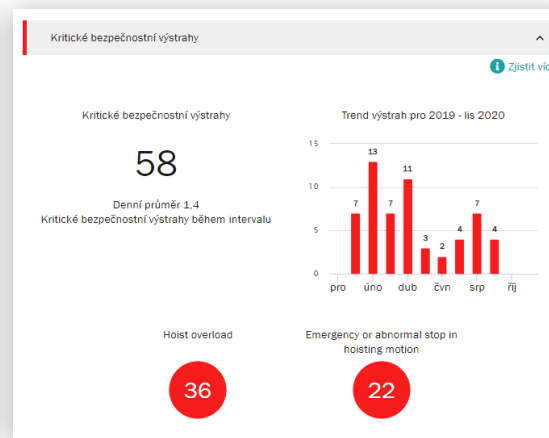 Kritické bezpečnostní výstrahy
Zjistit víc
Kritické bezpečnostní výstrahy
58
Denní průměr 1,4
Kritické bezpečnostní výstrahy během intervalu
Trend výstrah pro 2019 - lis 2020
15
10
5
0
7
13
7
11
3
2
4
7
4
pro
úno
dub
čvn
srp
říj
Hoist overload
36
Emergency or abnormal stop in
hoisting motion
22